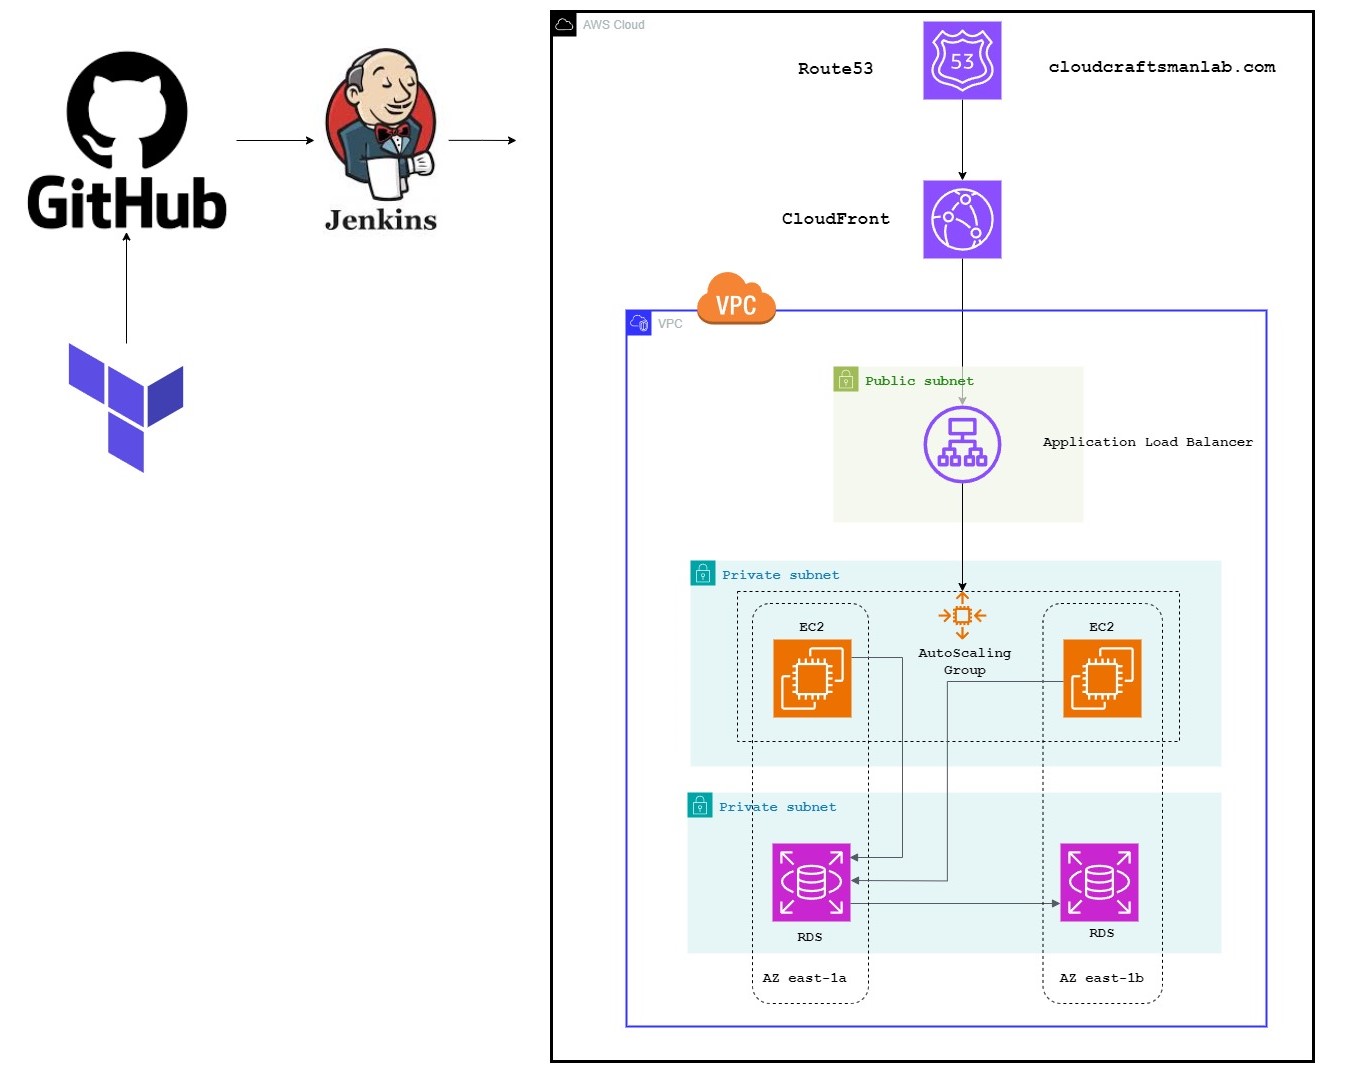 AWS Cloud
53
Route53
cloudcraftsmanlab.com
GitHub
Jenkins
CloudFront
VPC
VPC
Public subnet
Application Load Balancer
Private subnet
EC2
EC2
AutoScaling
Group
Private subnet
RDS
RDS
AZ east-1a
AZ east-1b